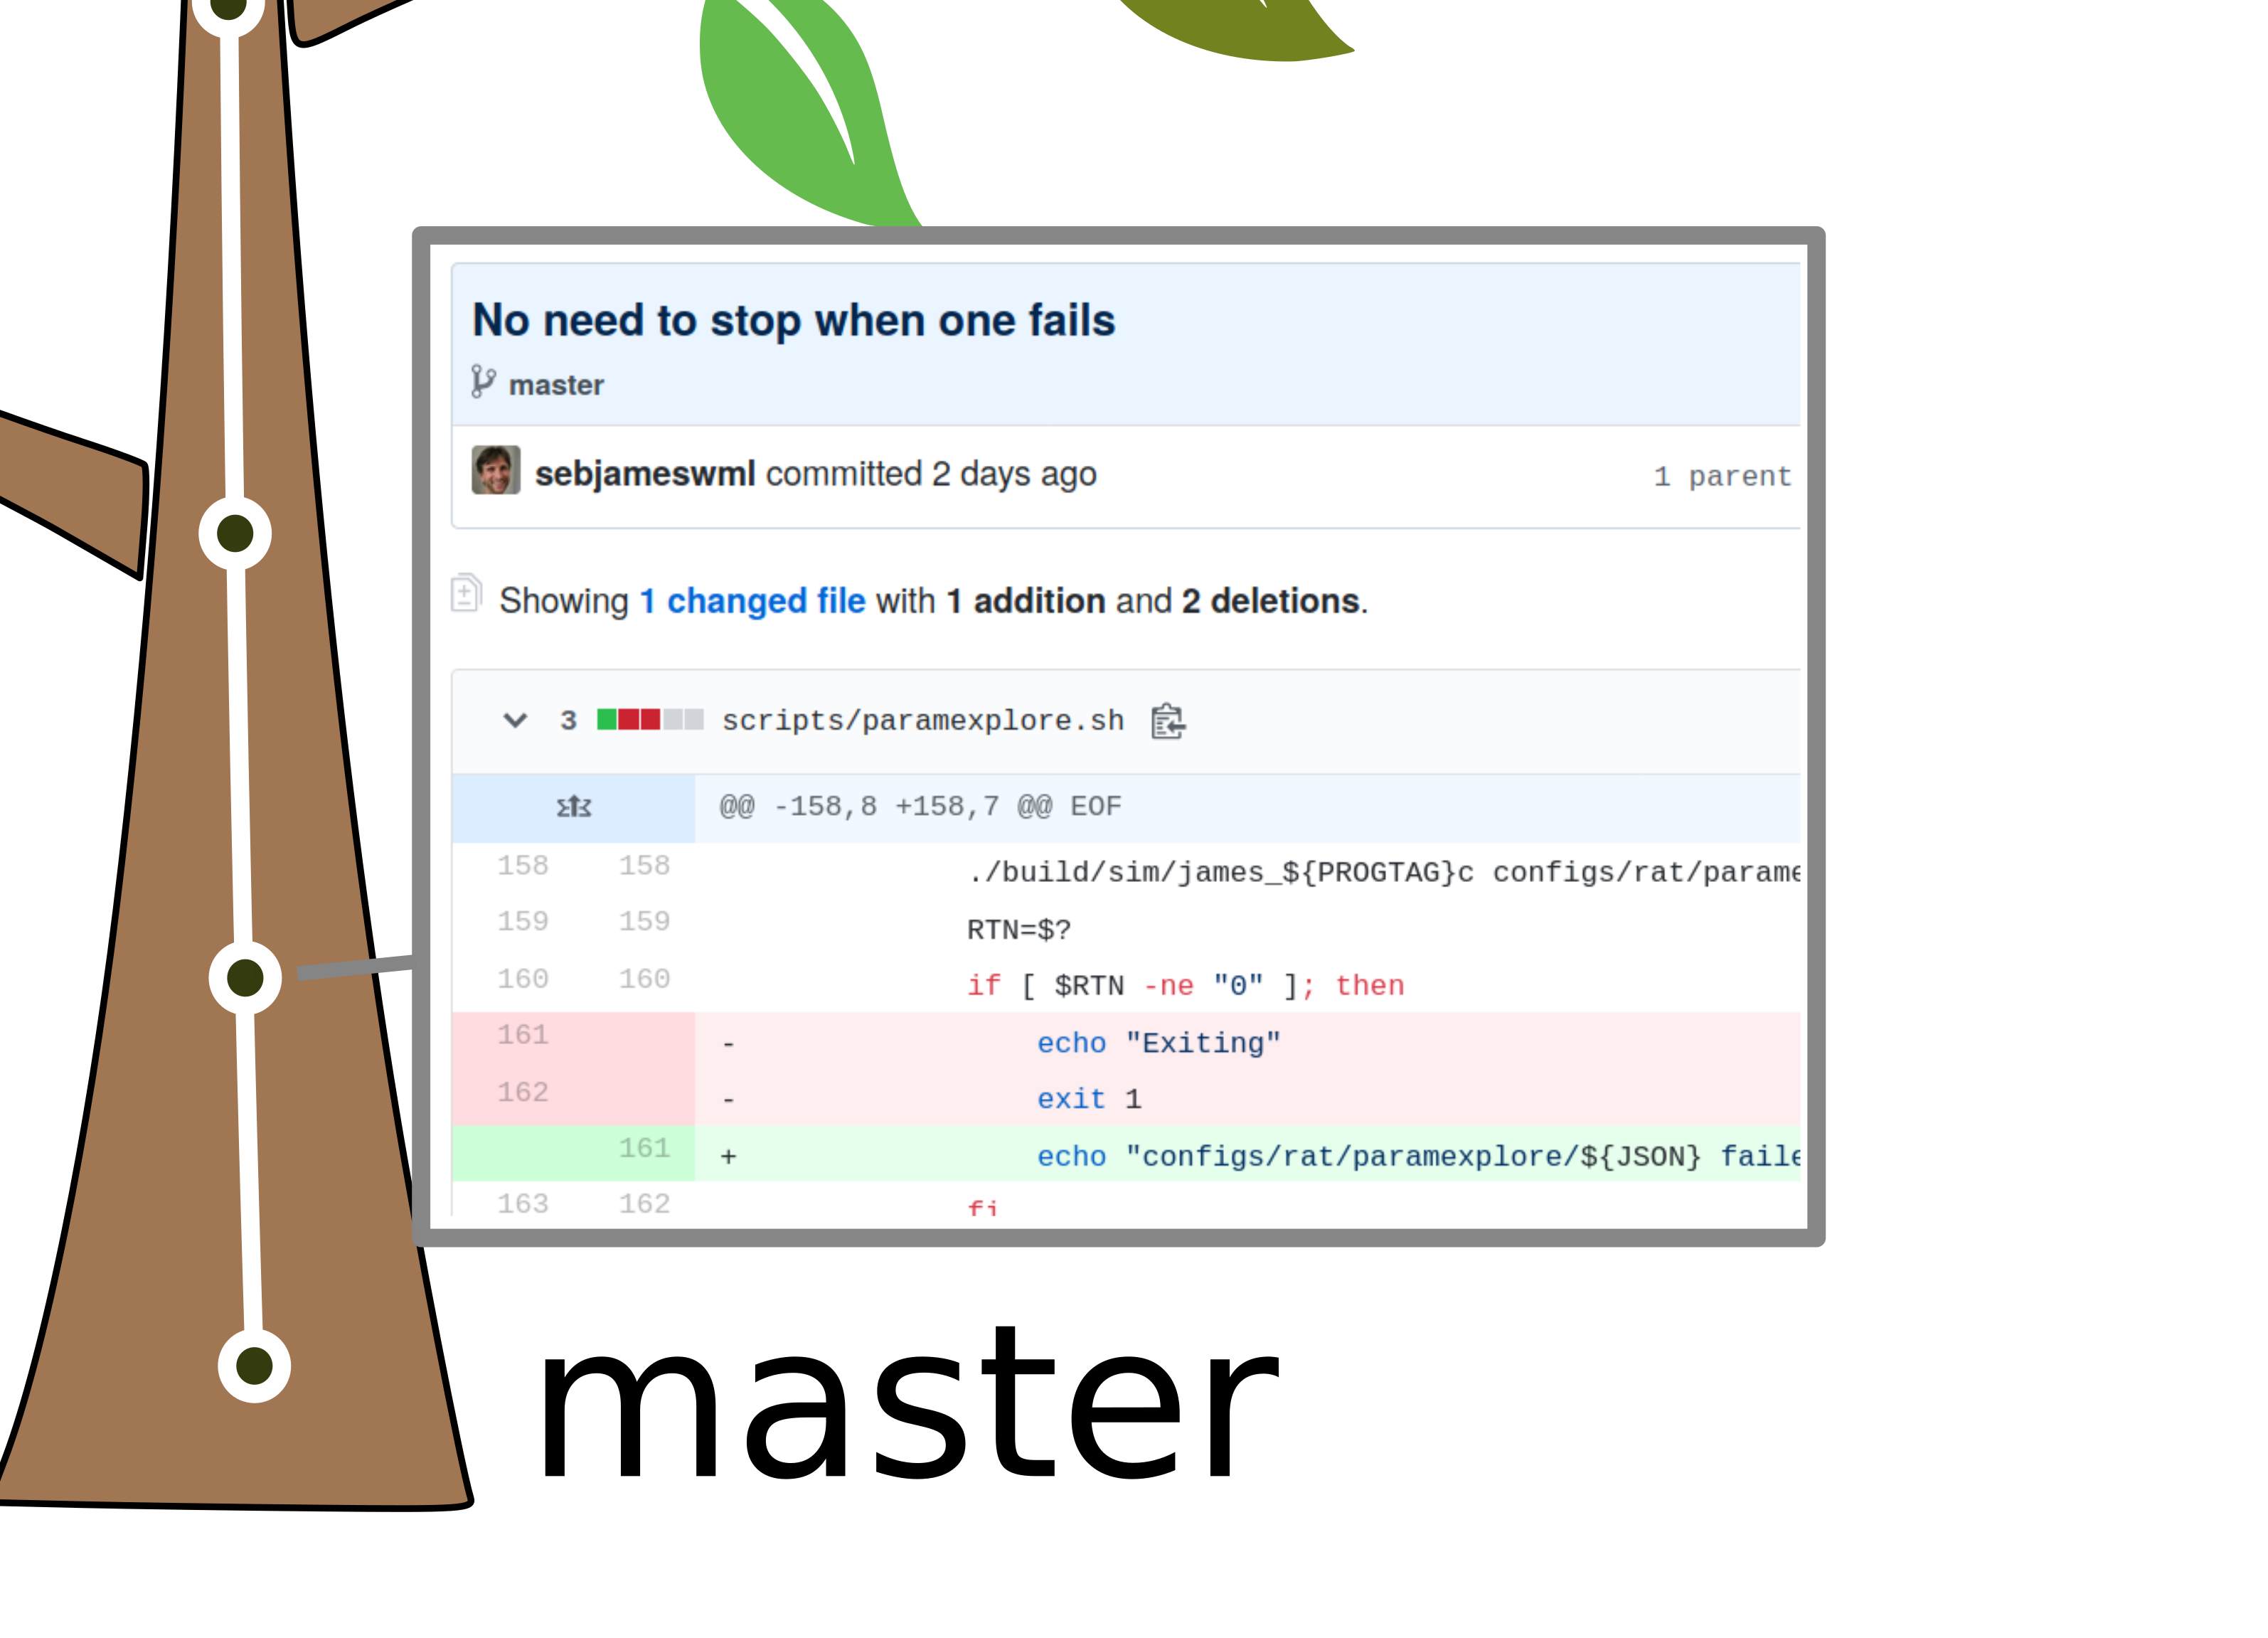 No need to stop when one fails
master
sebjameswml committed 2 days ago 1 parent
Showing 1 changed file with 1 addition and 2 deletions.
3 scripts/paramexplore.sh
@@ -158,8 +158,7 @@ EOF
158 158 ./build/sim/james_${PROGTAG}c configs/rat/parame
159 159 RTN=$?
160 160 if [ $RTN -ne "0" ]; then
161 - echo "Exiting"
162 - exit 1
161 + echo "configs/rat/paramexplore/${JSON} faile
163 162 fi
master